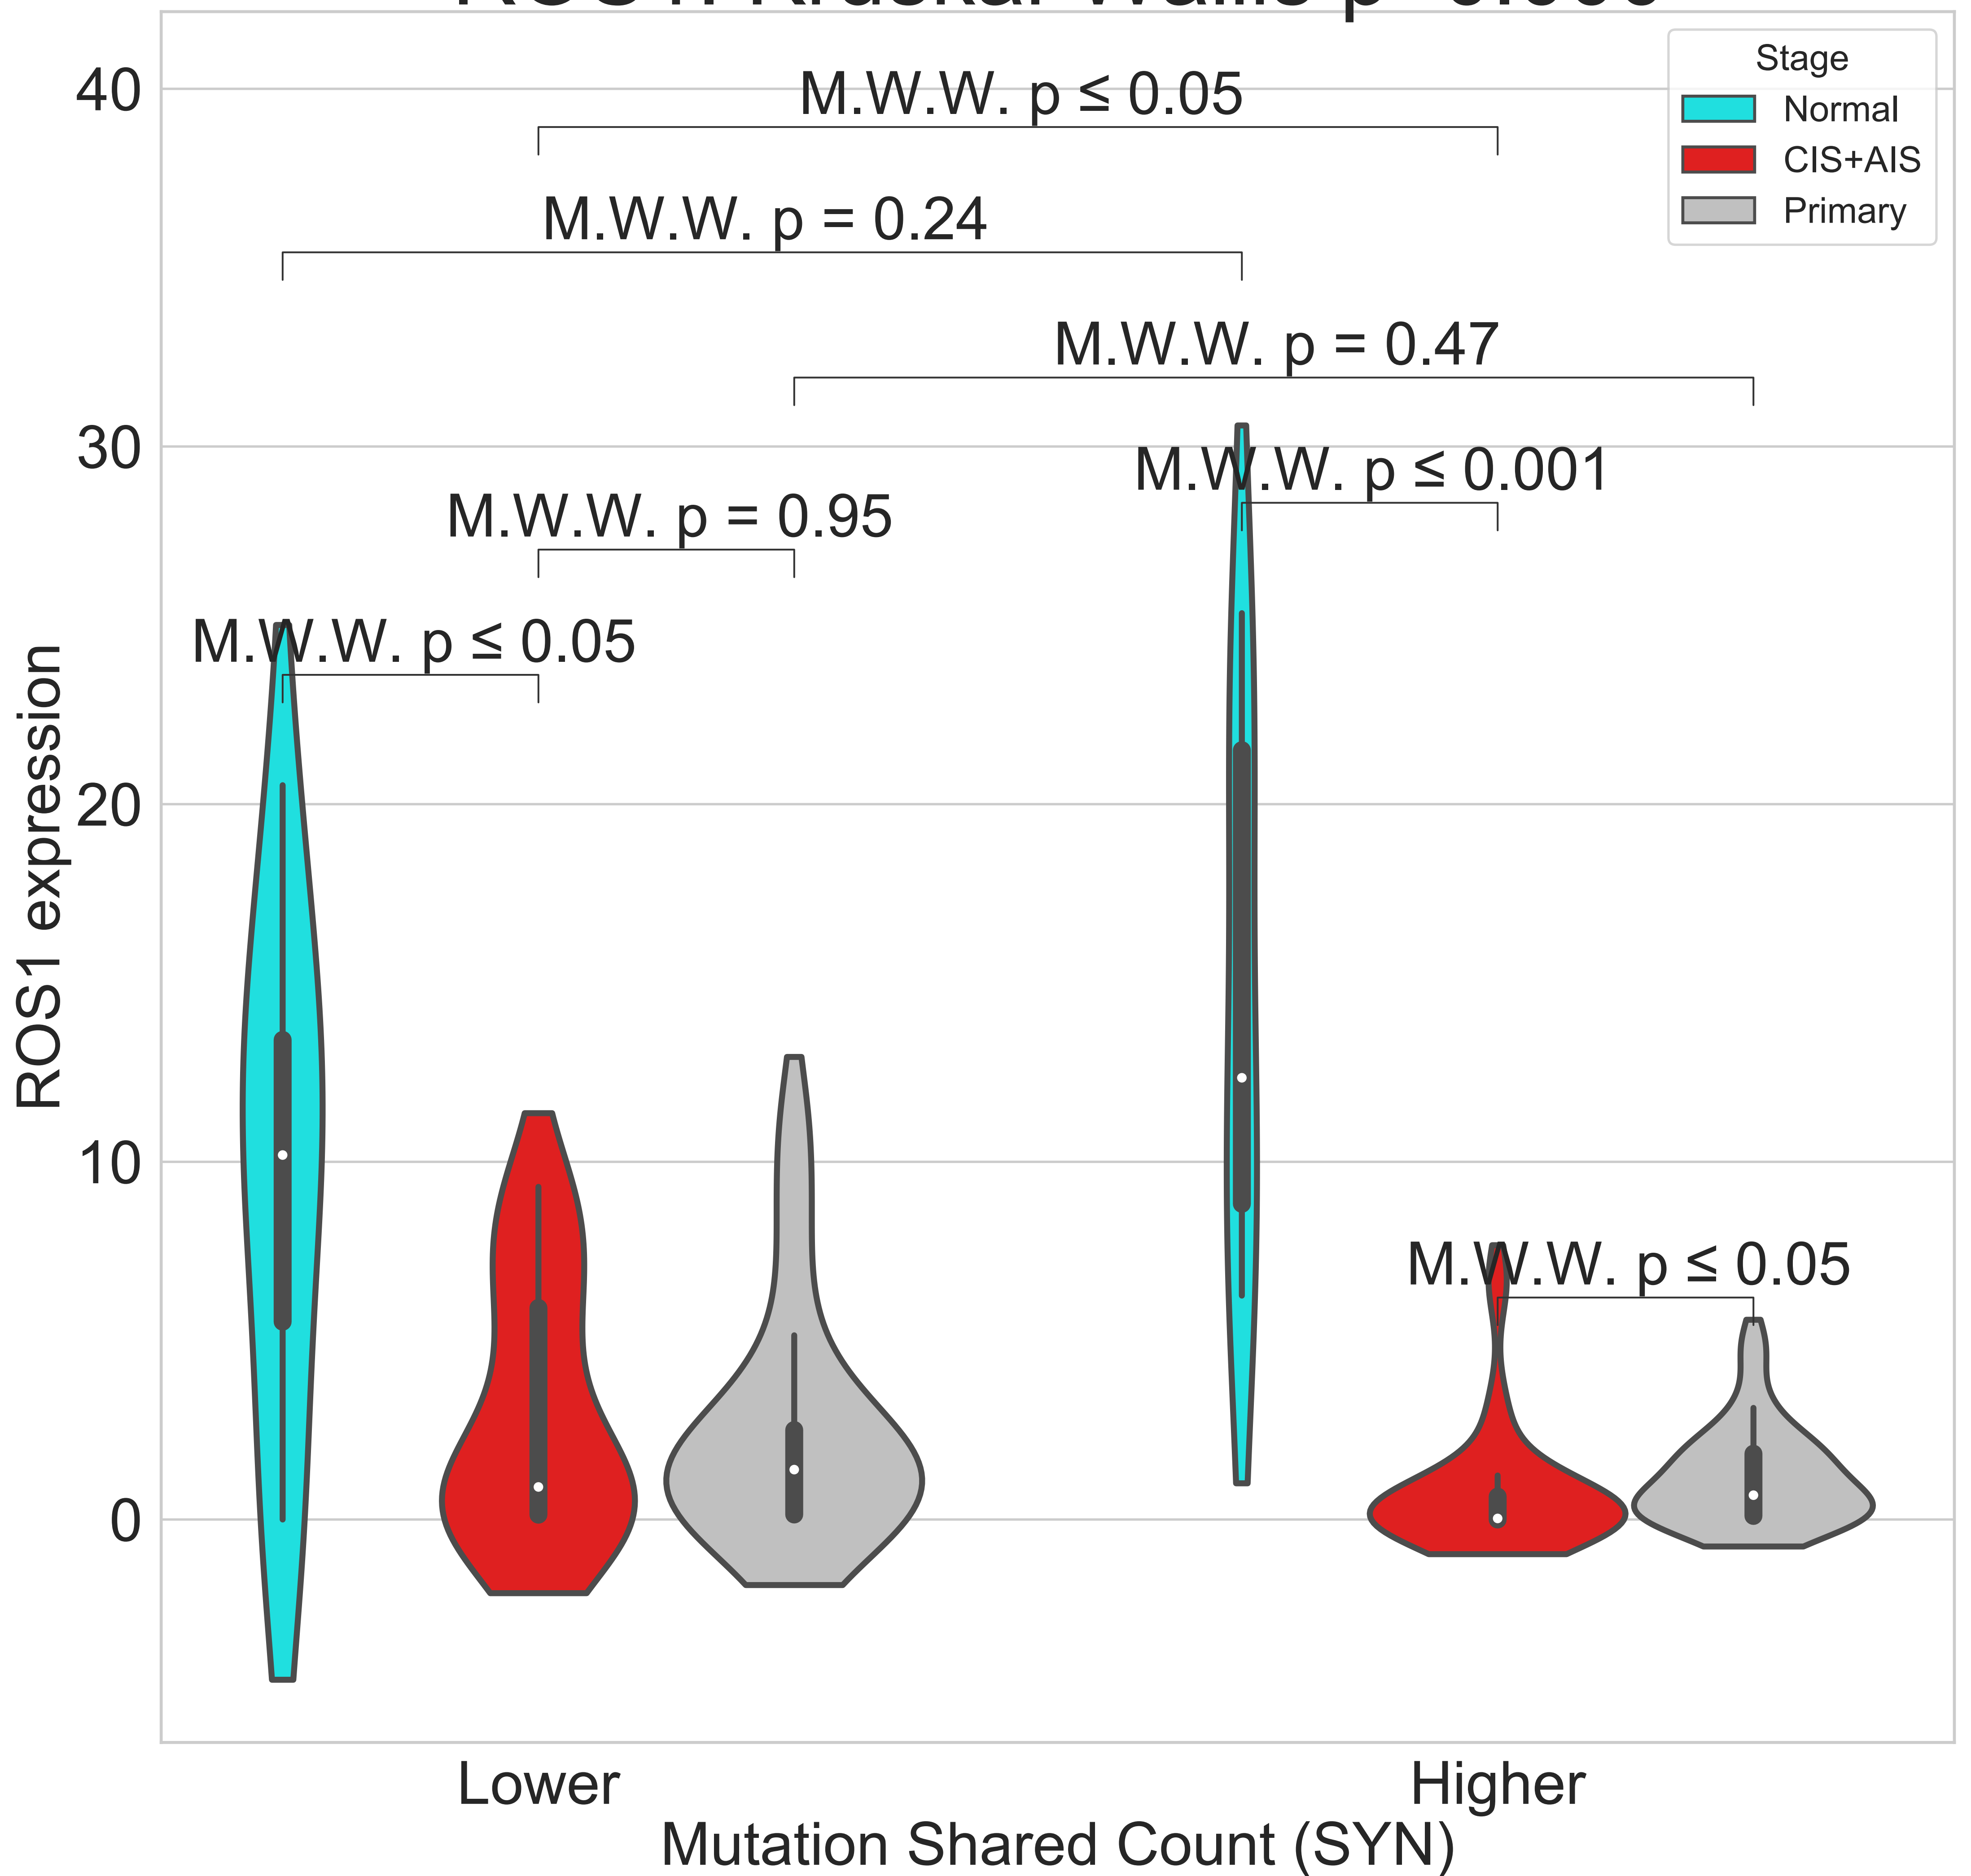 Stage
Normal
CIS+AIS
Primary
40
30
20
10
0
ROS1 expression
M.W.W. p ≤ 0.05
M.W.W. p = 0.24
M.W.W. p = 0.47
M.W.W. p ≤ 0.001
M.W.W. p = 0.95
M.W.W. p ≤ 0.05
M.W.W. p ≤ 0.05
Lower
Higher
Mutation Shared Count (SYN)